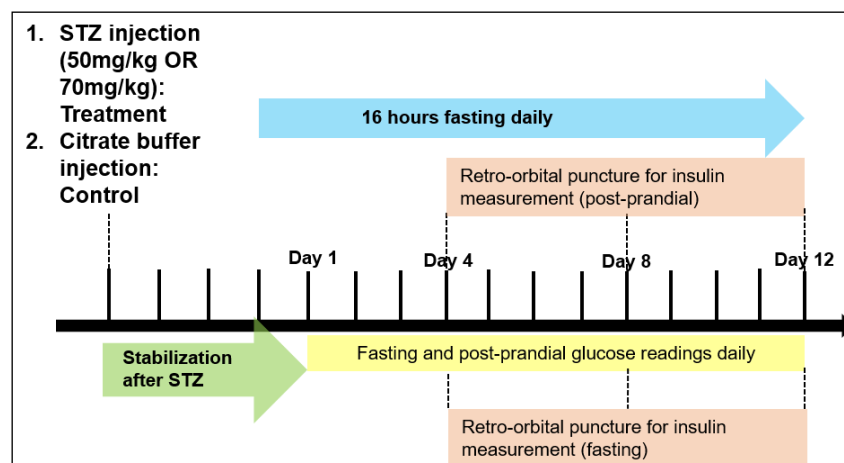 1. STZ injection
(50mg/kg OR
70mg/kg):
Treatment
2. Citrate buffer
injection:
Control
16 hours fasting daily
Retro-orbital puncture for insulin
measurement (post-prandial)
Day 1
Day 4
Day 8
Day 12
Stabilization
after STZ
Fasting and post-prandial glucose readings daily
Retro-orbital puncture for insulin
measurement (fasting)